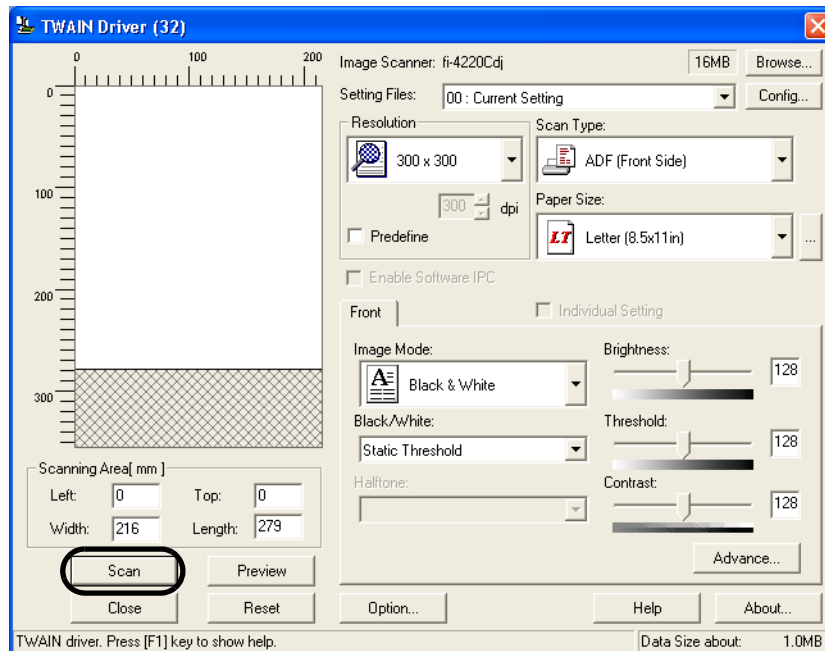 TWAIN Driver (32)
0 100 200
0
100
200
300
Image Scanner: fi-4220Cdj 16MB Browse...
Setting Files: 00 : Current Setting Config...
Resolution
300 x 300
300 dpi
Predefine
Scan Type:
ADF (Front Side)
Paper Size:
LT Letter (8.5x11in) ...
Enable Software IPC
Front
Individual Setting
Image Mode:
A Black & White
Black/White:
Static Threshold
Halftone:
Brightness:
128
Threshold:
128
Contrast:
128
Advance...
Scanning Area[ mm ]
Left: 0 Top: 0
Width: 216 Length: 279
Scan Preview
Close Reset Option... Help About...
TWAIN driver. Press [F1] key to show help. Data Size about: 1.0MB